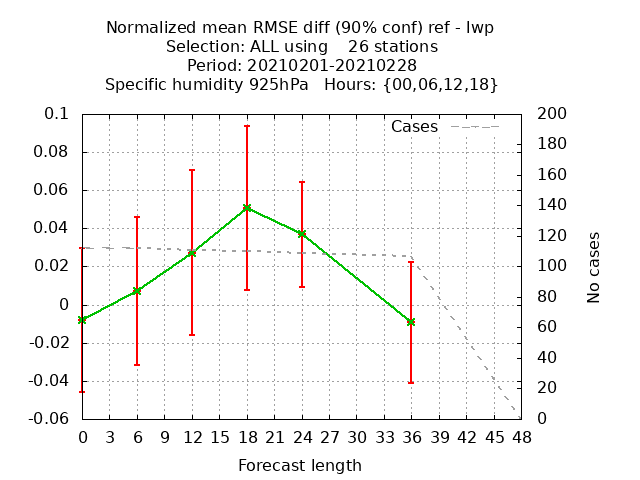 Normalized mean RMSE diff (90% conf) ref - lwp
Selection: ALL using    26 stations
Period: 20210201-20210228
Specific humidity 925hPa   Hours: {00,06,12,18}
Cases
0.1
0.08
0.06
0.04
0.02
0
-0.02
-0.04
-0.06
200
180
160
140
120
100
80
60
40
20
0
No cases
0 3 6 9 12 15 18 21 24 27 30 33 36 39 42 45 48
Forecast length